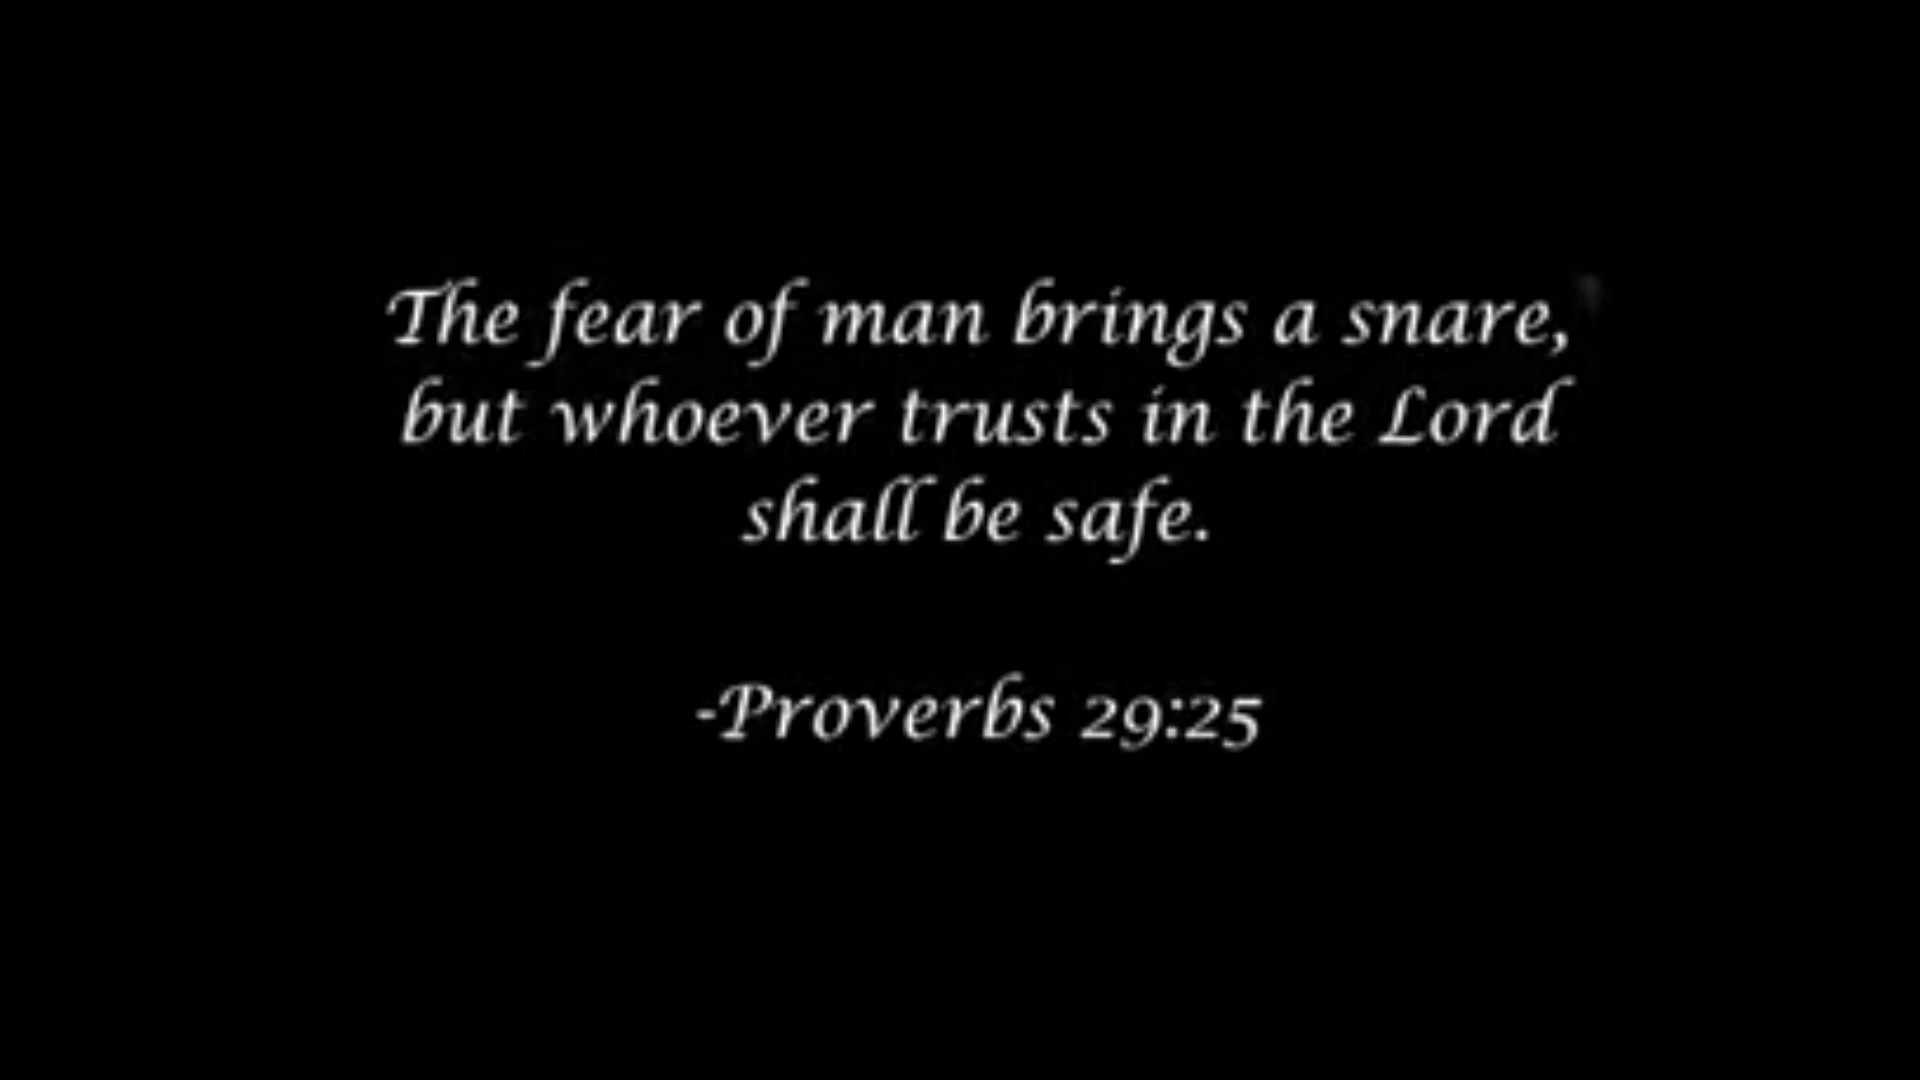 The fear of man brings a snare,
but whoever trusts in the Lord
shall be safe.
-Proverbs 29:25